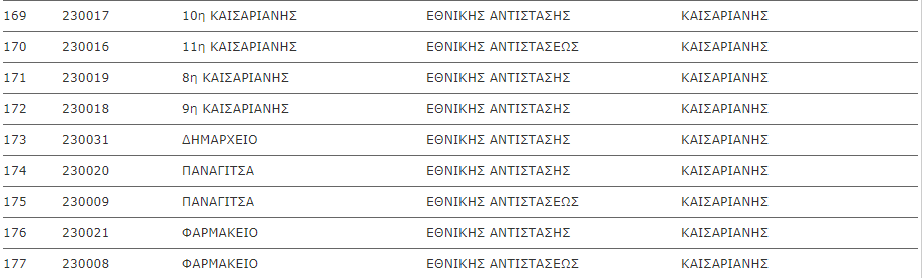 169 230017 10η ΚΑΙΣΑΡΙΑΝΗΣ ΕΘΝΙΚΗΣ ΑΝΤΙΣΤΑΣΗΣ ΚΑΙΣΑΡΙΑΝΗΣ
170 230016 11η ΚΑΙΣΑΡΙΑΝΗΣ ΕΘΝΙΚΗΣ ΑΝΤΙΣΤΑΣΕΩΣ ΚΑΙΣΑΡΙΑΝΗΣ
171 230019 8η ΚΑΙΣΑΡΙΑΝΗΣ ΕΘΝΙΚΗΣ ΑΝΤΙΣΤΑΣΗΣ ΚΑΙΣΑΡΙΑΝΗΣ
172 230018 9η ΚΑΙΣΑΡΙΑΝΗΣ ΕΘΝΙΚΗΣ ΑΝΤΙΣΤΑΣΗΣ ΚΑΙΣΑΡΙΑΝΗΣ
173 230031 ΔΗΜΑΡΧΕΙΟ ΕΘΝΙΚΗΣ ΑΝΤΙΣΤΑΣΗΣ ΚΑΙΣΑΡΙΑΝΗΣ
174 230020 ΠΑΝΑΓΙΤΣΑ ΕΘΝΙΚΗΣ ΑΝΤΙΣΤΑΣΗΣ ΚΑΙΣΑΡΙΑΝΗΣ
175 230009 ΠΑΝΑΓΙΤΣΑ ΕΘΝΙΚΗΣ ΑΝΤΙΣΤΑΣΕΩΣ ΚΑΙΣΑΡΙΑΝΗΣ
176 230021 ΦΑΡΜΑΚΕΙΟ ΕΘΝΙΚΗΣ ΑΝΤΙΣΤΑΣΗΣ ΚΑΙΣΑΡΙΑΝΗΣ
177 230008 ΦΑΡΜΑΚΕΙΟ ΕΘΝΙΚΗΣ ΑΝΤΙΣΤΑΣΕΩΣ ΚΑΙΣΑΡΙΑΝΗΣ